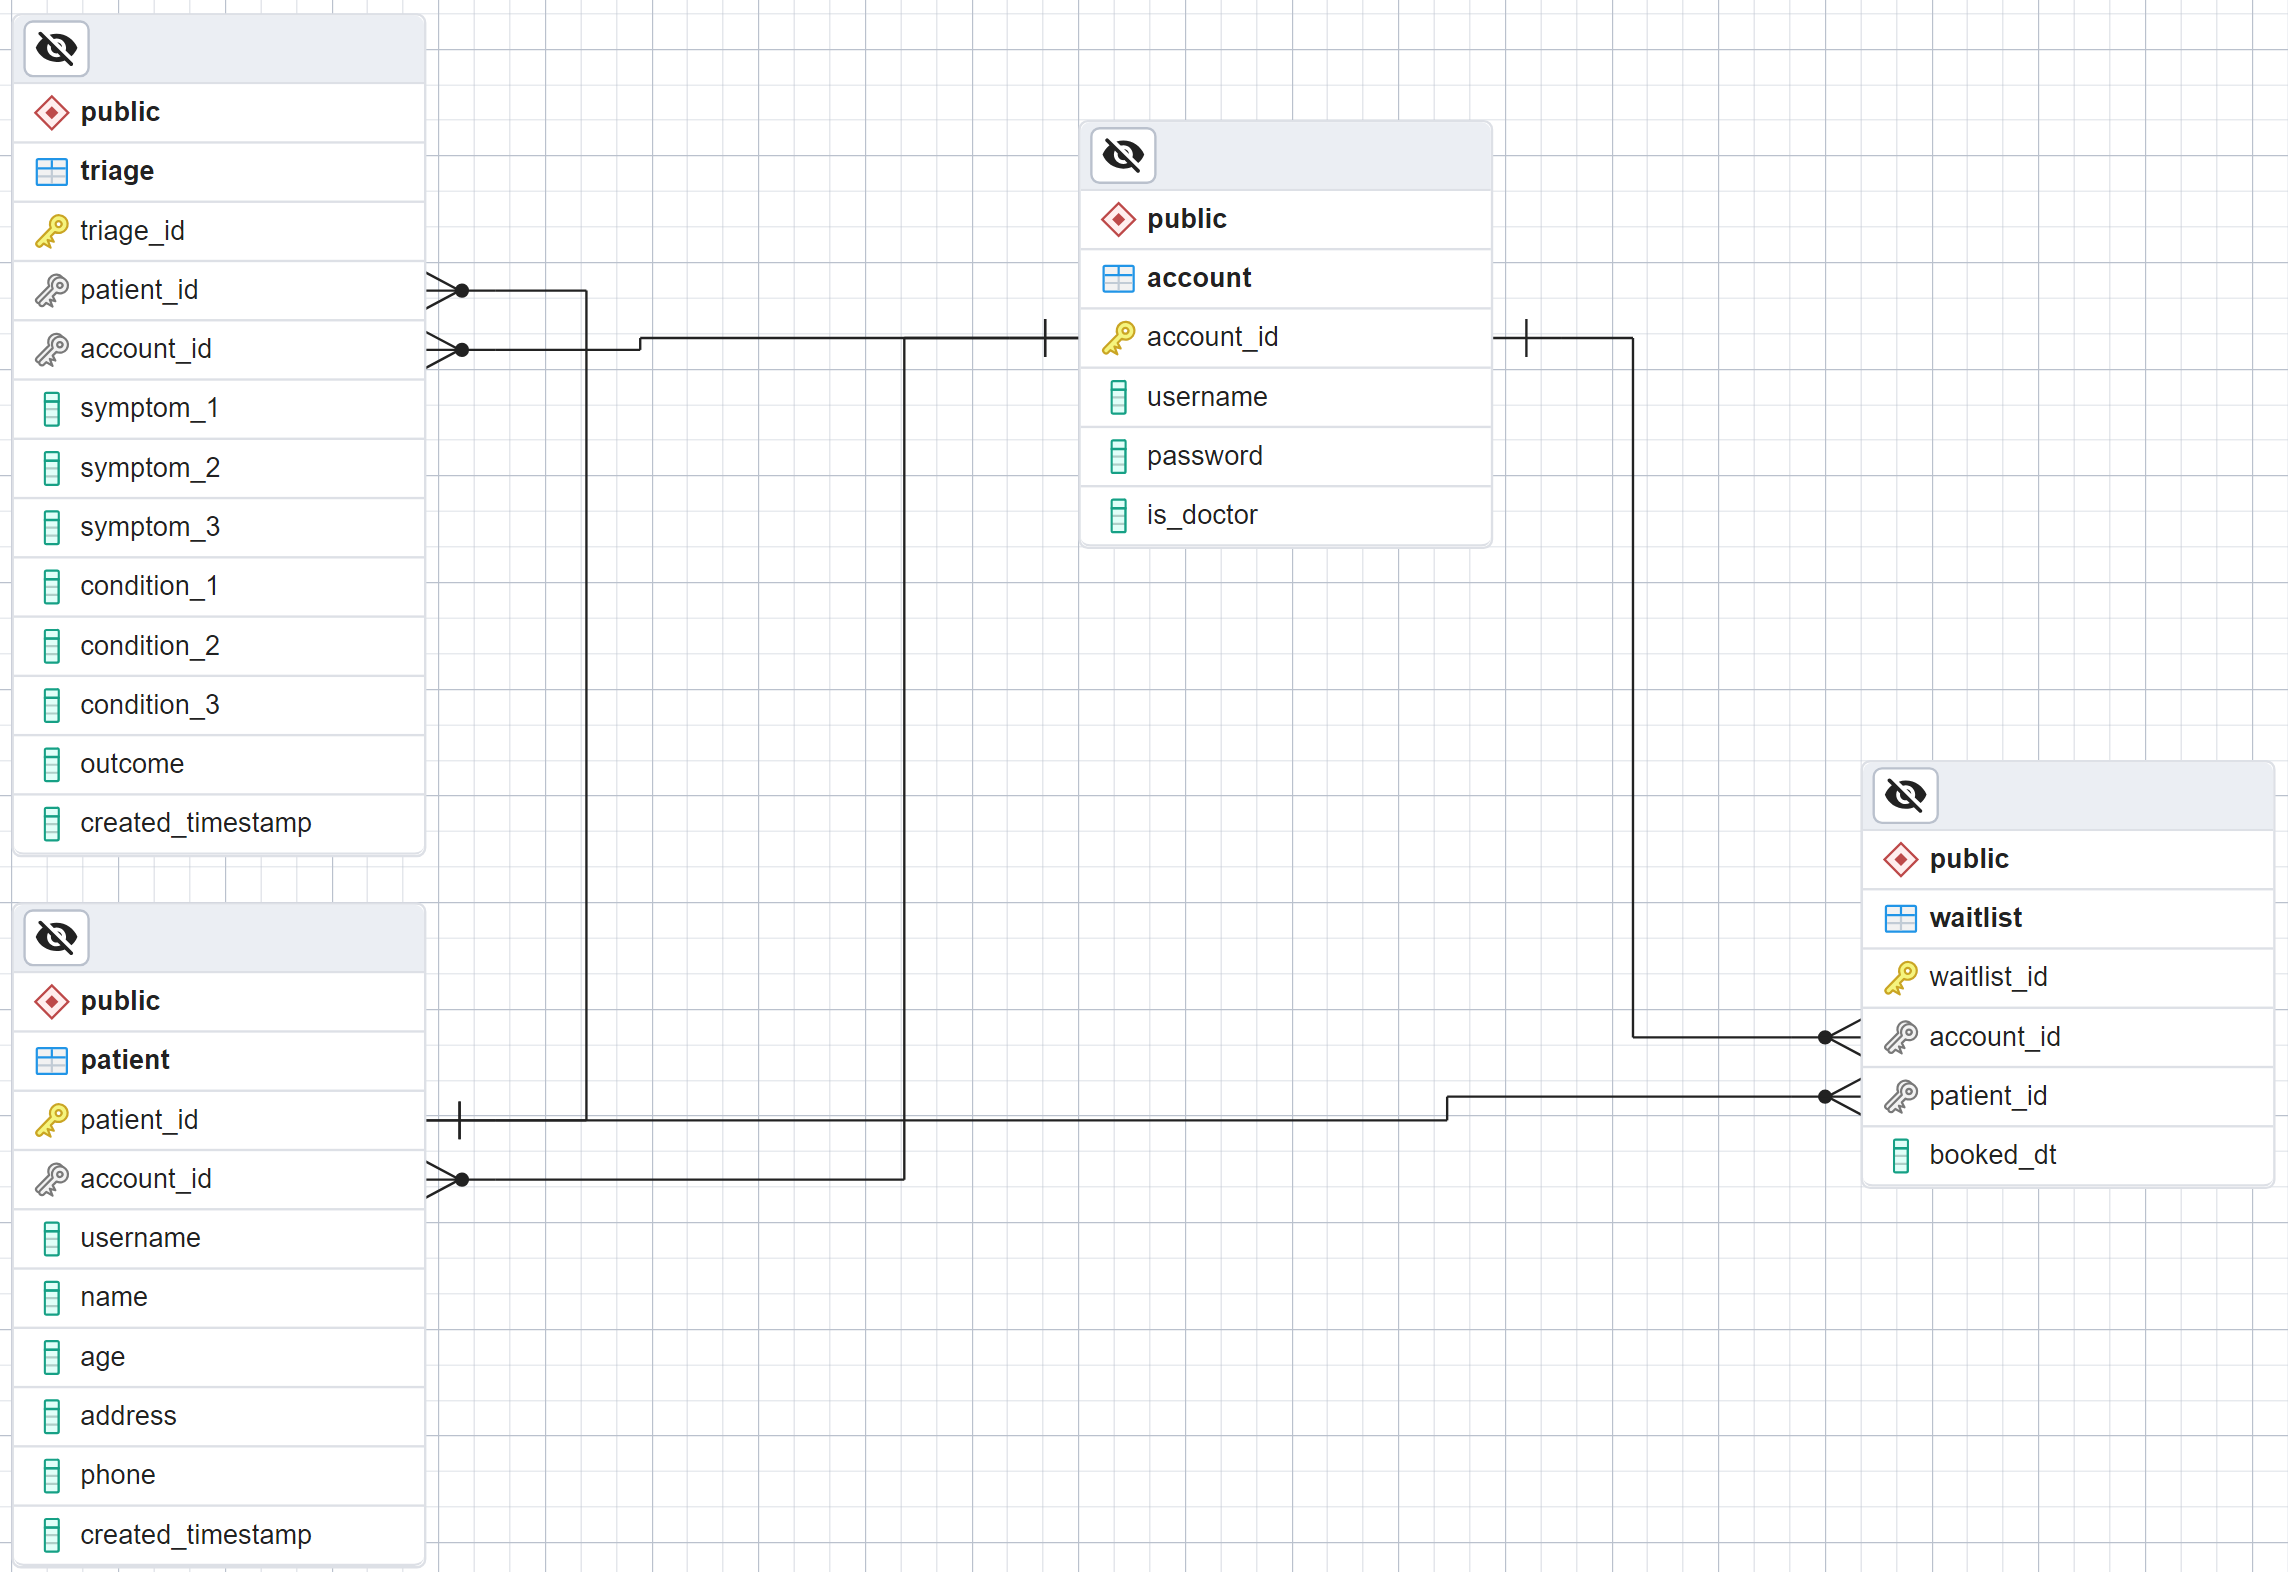 public
triage
triage_id
patient_id
account_id
symptom_1
symptom_2
symptom_3
condition_1
condition_2
condition_3
outcome
created_timestamp
public
patient
patient_id
account_id
username
name
age
address
phone
created_timestamp
public
account
account_id
username
password
is_doctor
public
waitlist
waitlist_id
account_id
patient_id
booked_dt